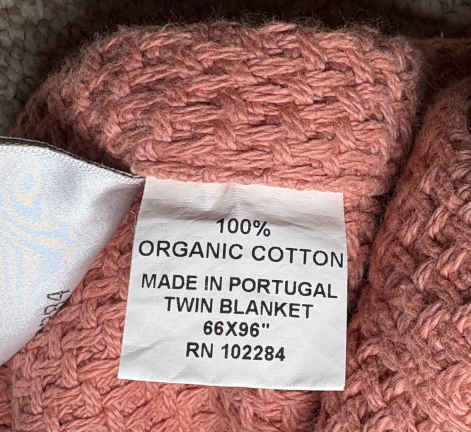 100%
ORGANIC COTTON
MADE IN PORTUGAL
TWIN BLANKET
66X96"
RN 102284